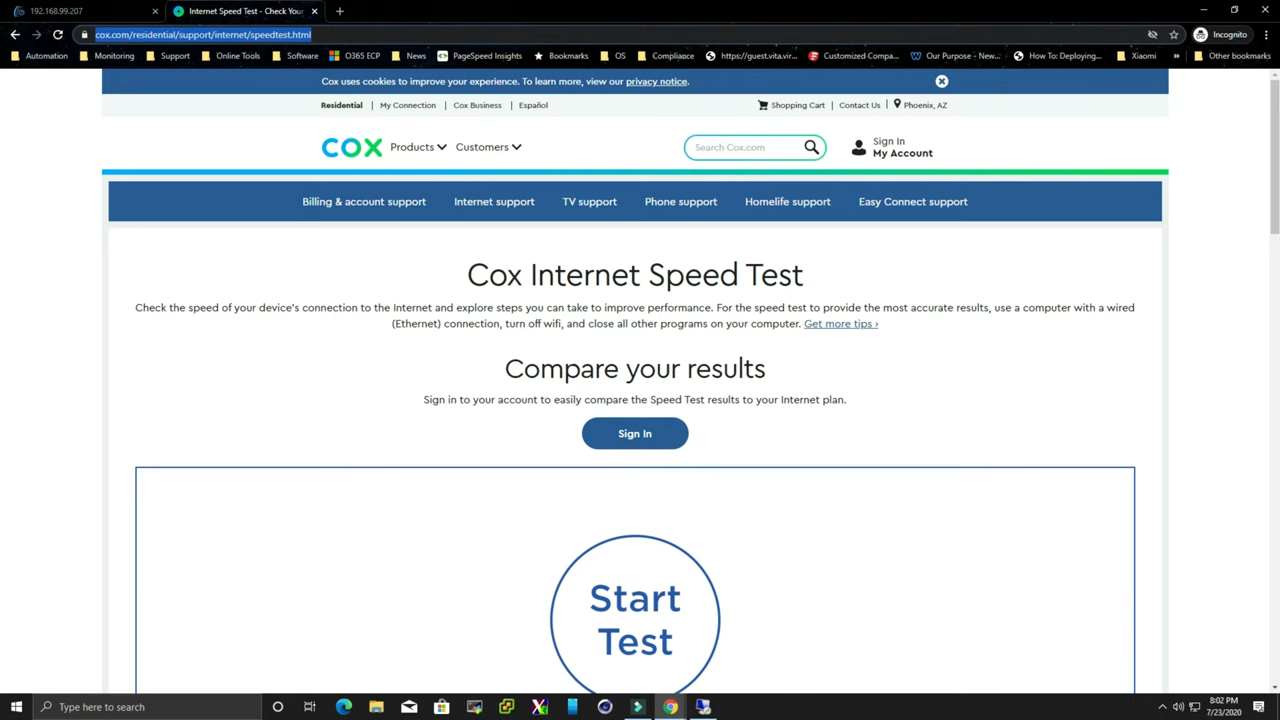 192.168.99.207
Internet Speed Test - Check You
cox.com/residential/support/internet/speedtest.html
Incognito
Automation
Monitoring
Support
Online Tools
Software
O365 ECP
News
PageSpeed Insights
Bookmarks
OS
Compliance
https://guest.vita.vir...
Customized Compa...
Our Purpose - New...
How To: Deploying...
Xiaomi
»
Other bookmarks
Cox uses cookies to improve your experience. To learn more, view our privacy notice.
Residential | My Connection | Cox Business | Español
Shopping Cart | Contact Us | Phoenix, AZ
COX
Products
Customers
Search Cox.com
Sign In
My Account
Billing & account support
Internet support
TV support
Phone support
Homelife support
Easy Connect support
Cox Internet Speed Test
Check the speed of your device's connection to the Internet and explore steps you can take to improve performance. For the speed test to provide the most accurate results, use a computer with a wired
(Ethernet) connection, turn off wifi, and close all other programs on your computer. Get more tips ›
Compare your results
Sign in to your account to easily compare the Speed Test results to your Internet plan.
Sign In
Start
Test
Type here to search
8:02 PM
7/23/2020